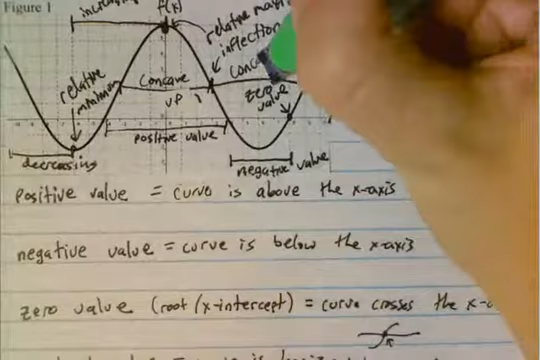 Figure 1
f(x)
relative
inflection
relative
minimum
concave
up
zero
value
positive value
decreasing
negative value
positive value = curve is above the x-axis
negative value = curve is below the x-axis
zero value (root/x-intercept) = curve crosses the